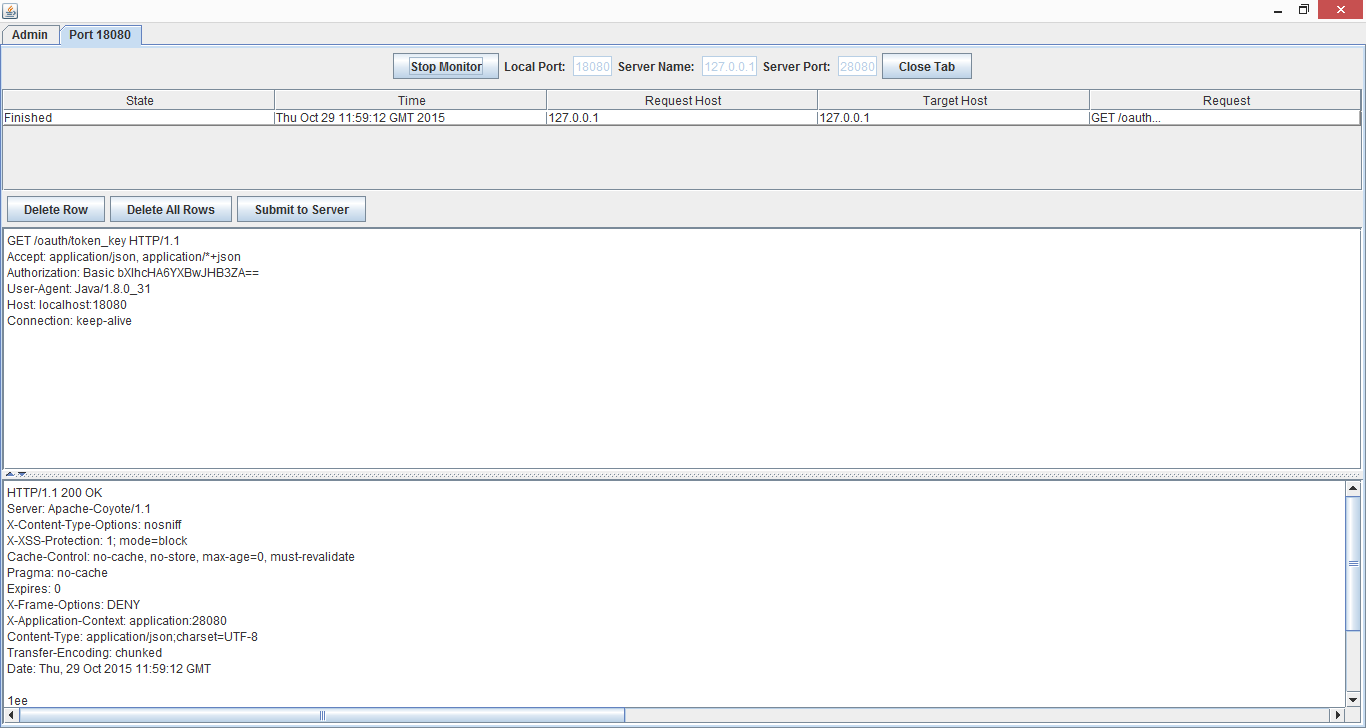 Admin Port 18080
Stop Monitor Local Port: 18080 Server Name: 127.0.0.1 Server Port: 28080 Close Tab
State Time Request Host Target Host Request
Finished Thu Oct 29 11:59:12 GMT 2015 127.0.0.1 127.0.0.1 GET /oauth...
Delete Row Delete All Rows Submit to Server
GET /oauth/token_key HTTP/1.1
Accept: application/json, application/*+json
Authorization: Basic bXlhcHA6YXBwJHB3ZA==
User-Agent: Java/1.8.0_31
Host: localhost:18080
Connection: keep-alive
HTTP/1.1 200 OK
Server: Apache-Coyote/1.1
X-Content-Type-Options: nosniff
X-XSS-Protection: 1; mode=block
Cache-Control: no-cache, no-store, max-age=0, must-revalidate
Pragma: no-cache
Expires: 0
X-Frame-Options: DENY
X-Application-Context: application:28080
Content-Type: application/json;charset=UTF-8
Transfer-Encoding: chunked
Date: Thu, 29 Oct 2015 11:59:12 GMT
1ee